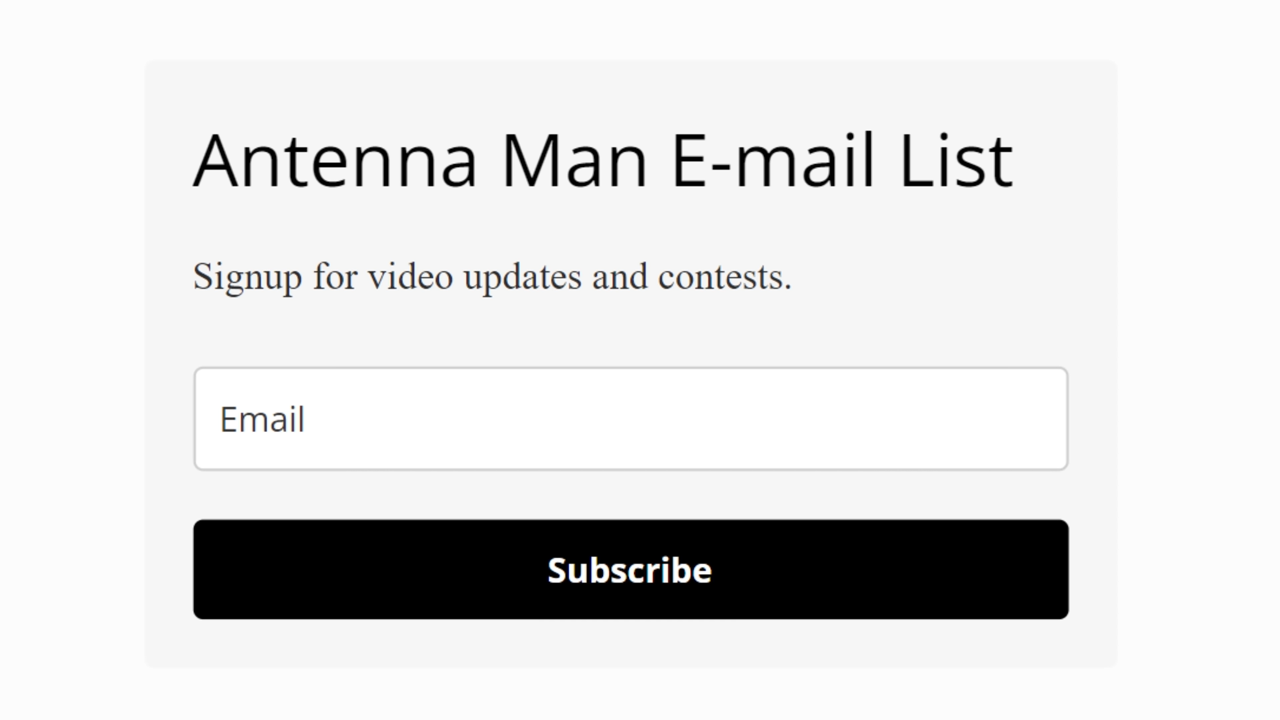 Antenna Man E-mail List
Signup for video updates and contests.
Email
Subscribe